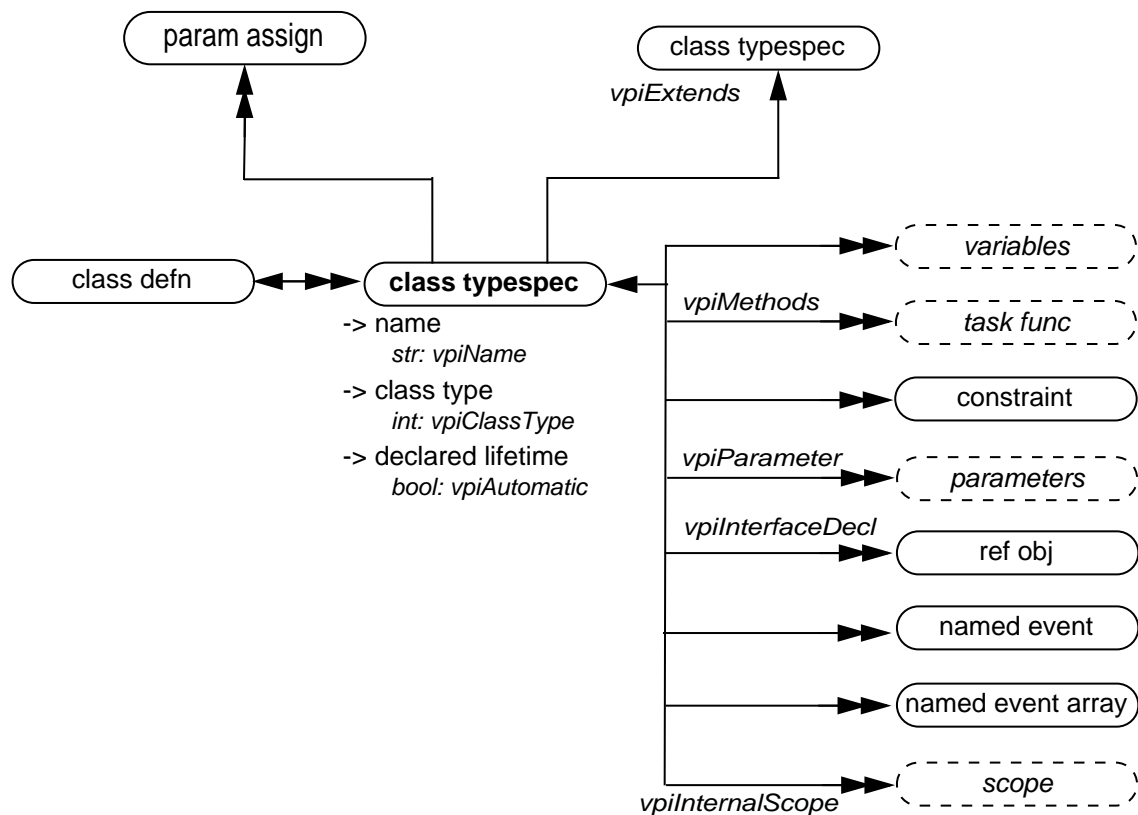 param assign
class typespec
vpiExtends
variables
class defn
class typespec
vpiMethods
task func
-> name
str: vpiName
-> class type
int: vpiClassType
constraint
-> declared lifetime
bool: vpiAutomatic
vpiParameter
parameters
vpiInterfaceDecl
ref obj
named event
named event array
vpiInternalScope
scope